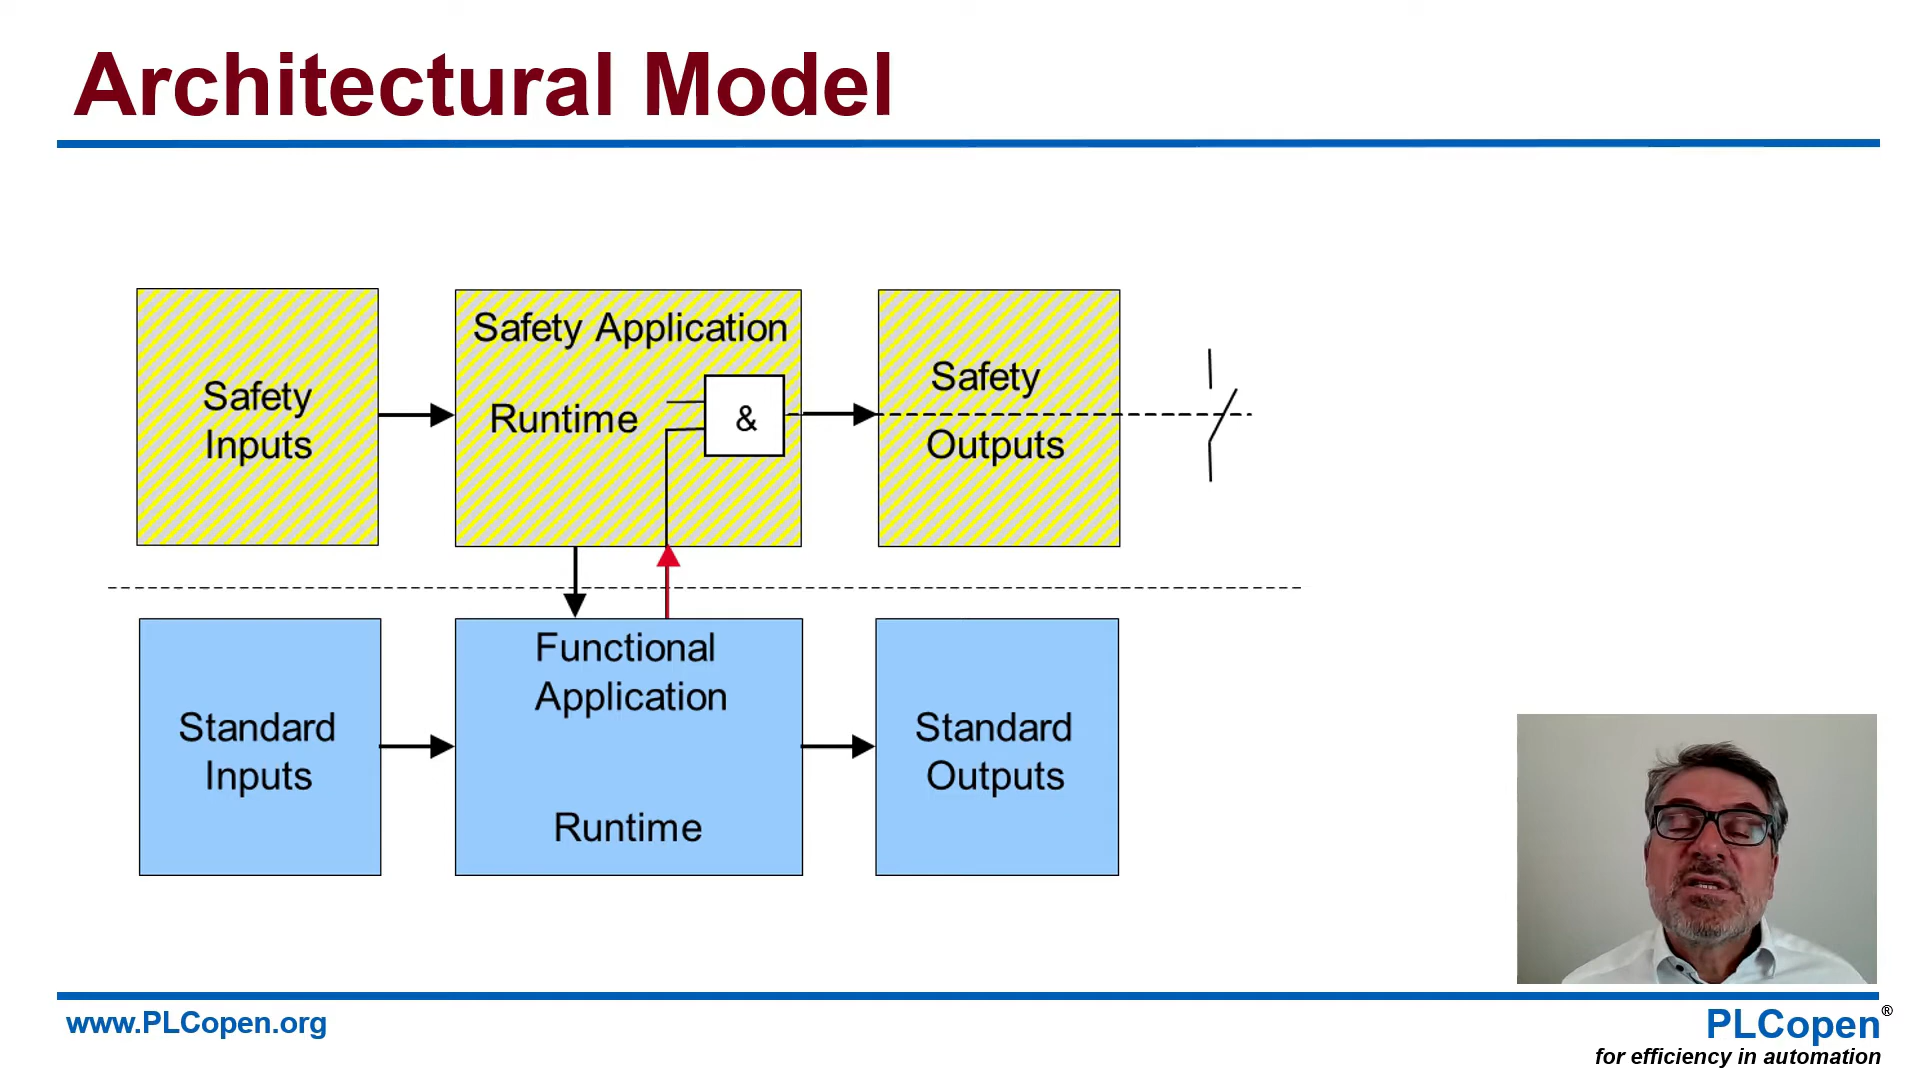 Architectural Model
Safety
Inputs
Safety Application
Runtime
&
Safety
Outputs
Standard
Inputs
Functional
Application
Runtime
Standard
Outputs
www.PLCopen.org
PLCopen®
for efficiency in automation